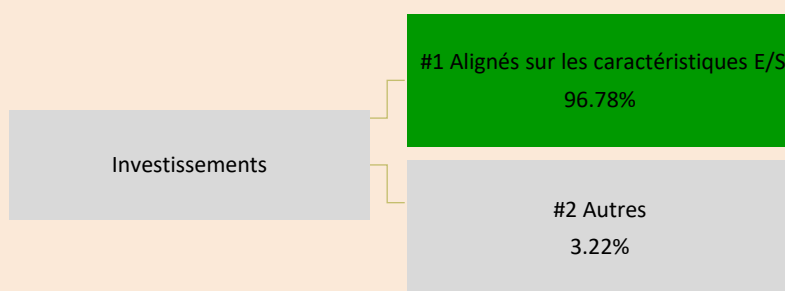 #1 Alignés sur les caractéristiques E/S
96.78%
Investissements
#2 Autres
3.22%